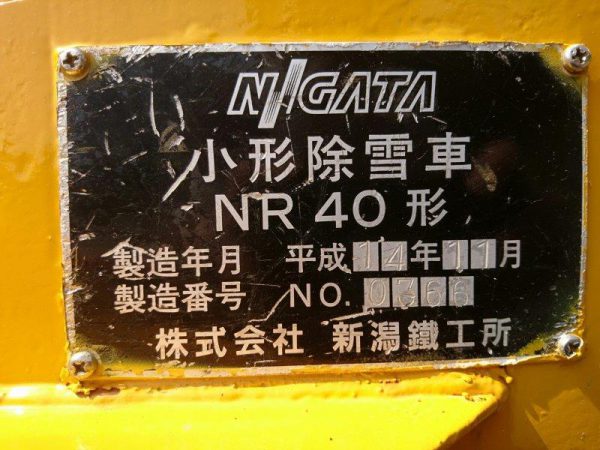 NIIGATA
小形除雪車
NR 40 形
製造年月 平成14年11月
製造番号 NO. 0366
株式会社 新潟鐵工所